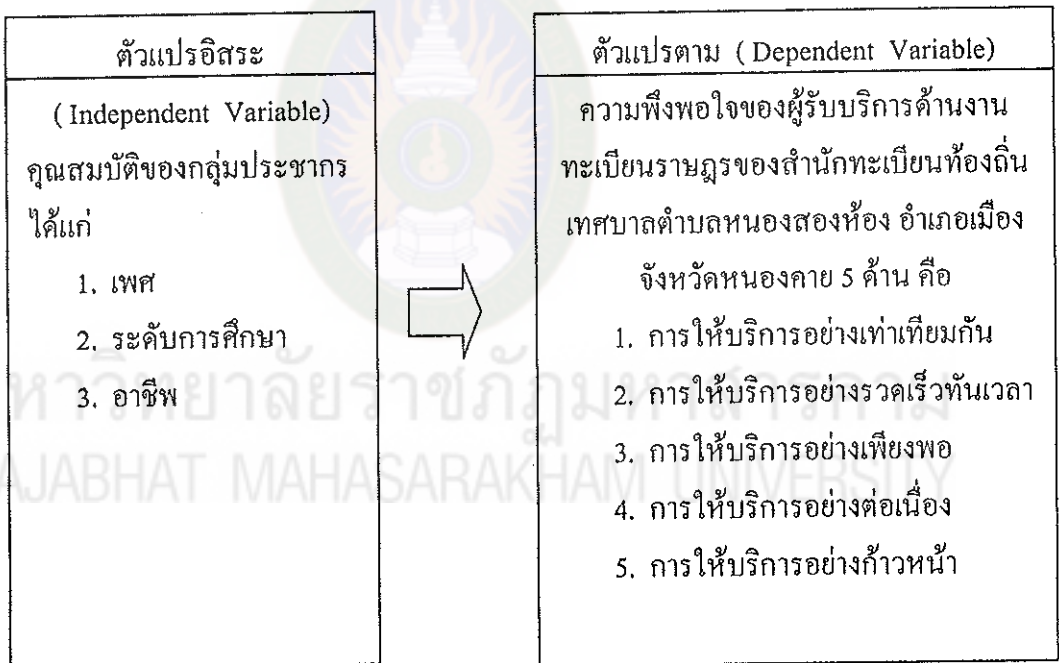 ตัวแปรอิสระ
(Independent Variable)
คุณสมบัติของกลุ่มประชากร
ได้แก่
1. เพศ
2. ระดับการศึกษา
3. อาชีพ
ตัวแปรตาม (Dependent Variable)
ความพึงพอใจของผู้รับบริการด้านงาน
ทะเบียนราษฎรของสำนักทะเบียนท้องถิ่น
เทศบาลตำบลหนองสองห้อง อำเภอเมือง
จังหวัดหนองคาย 5 ด้าน คือ
1. การให้บริการอย่างเท่าเทียมกัน
2. การให้บริการอย่างรวดเร็วทันเวลา
3. การให้บริการอย่างเพียงพอ
4. การให้บริการอย่างต่อเนื่อง
5. การให้บริการอย่างก้าวหน้า
หาวิทยาลัยราชภัฏมหาสารคาม
AJABHAT MAHASARAKHAM UNIVERSITY